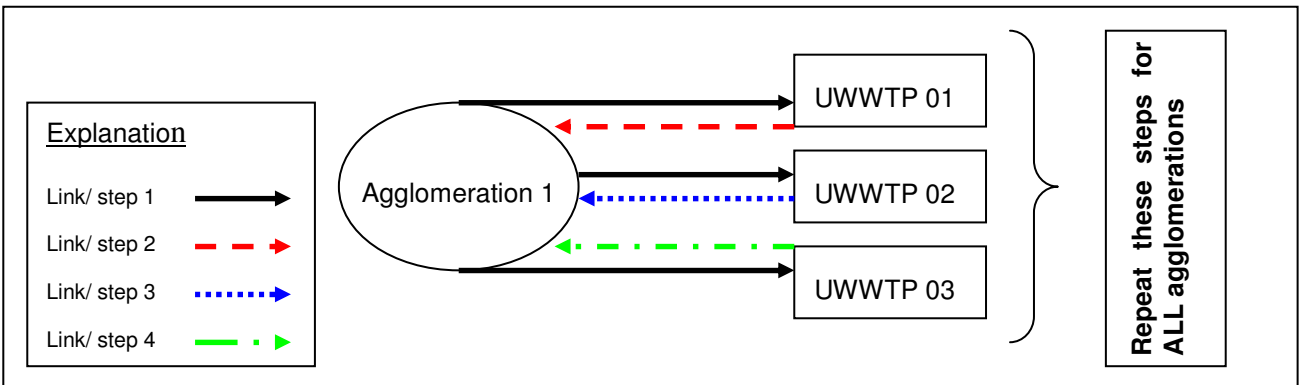 Explanation
Link/ step 1
Link/ step 2
Link/ step 3
Link/ step 4
Agglomeration 1
UWWTP 01
UWWTP 02
UWWTP 03
Repeat these steps for
ALL agglomerations